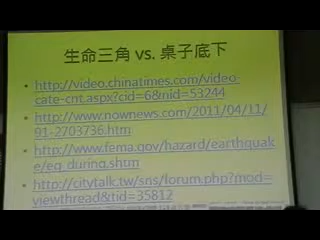 生命三角 vs. 桌子底下
http://video.chinatimes.com/video-
cate-cnt.aspx?cid=6&nid=53244
http://www.nownews.com/2011/04/11/
91-2703736.htm
http://www.fema.gov/hazard/earthquak
e/eq_during.shtm
http://citytalk.tw/sns/forum.php?mod=
viewthread&tid=35812